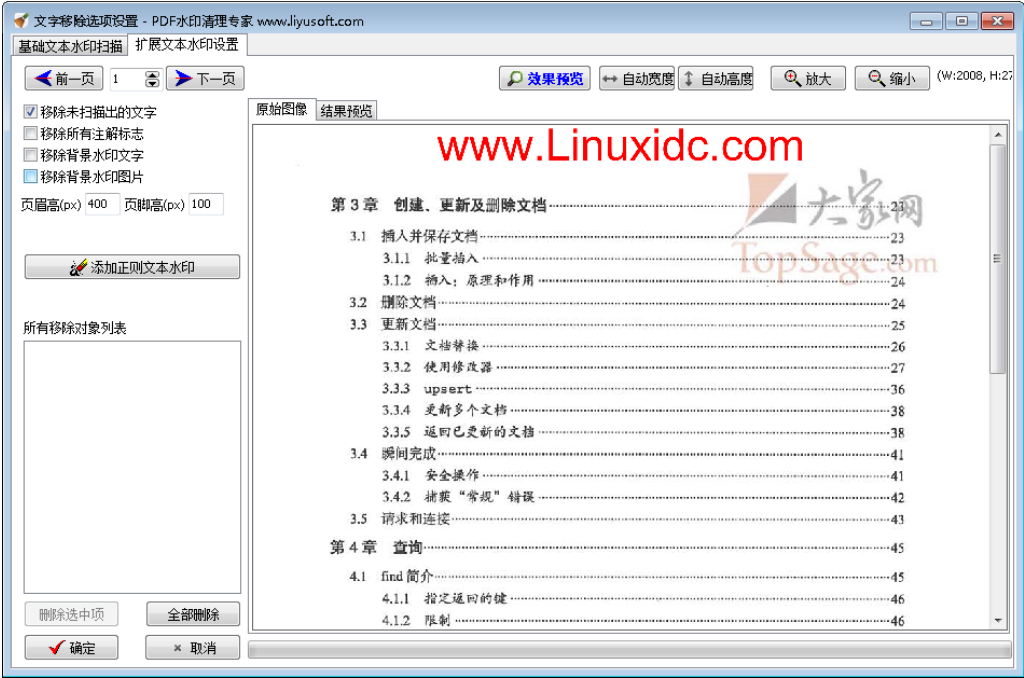 文字移除选项设置 - PDF水印清理专家 www.liyusoft.com
基础文本水印扫描 扩展文本水印设置
前一页 1 下一页 效果预览 自动宽度 自动高度 放大 缩小 (W:2008, H:27
移除未扫描出的文字
移除所有注解标志
移除背景水印文字
移除背景水印图片
页眉高(px) 400 页脚高(px) 100
添加正则文本水印
所有移除对象列表
删除选中项 全部删除
确定 取消
原始图像 结果预览
www.Linuxidc.com
大家网
TopSage.com
第3章 创建、更新及删除文档 23
3.1 插入并保存文档 23
3.1.1 批量插入 23
3.1.2 插入：原理和作用 24
3.2 删除文档 24
3.3 更新文档 25
3.3.1 文档替换 26
3.3.2 使用修改器 27
3.3.3 upsert 36
3.3.4 更新多个文档 38
3.3.5 返回已更新的文档 38
3.4 瞬间完成 41
3.4.1 安全操作 41
3.4.2 捕获“常规”错误 42
3.5 请求和连接 43
第4章 查询 45
4.1 find 简介 45
4.1.1 指定返回的键 46
4.1.2 限制 46